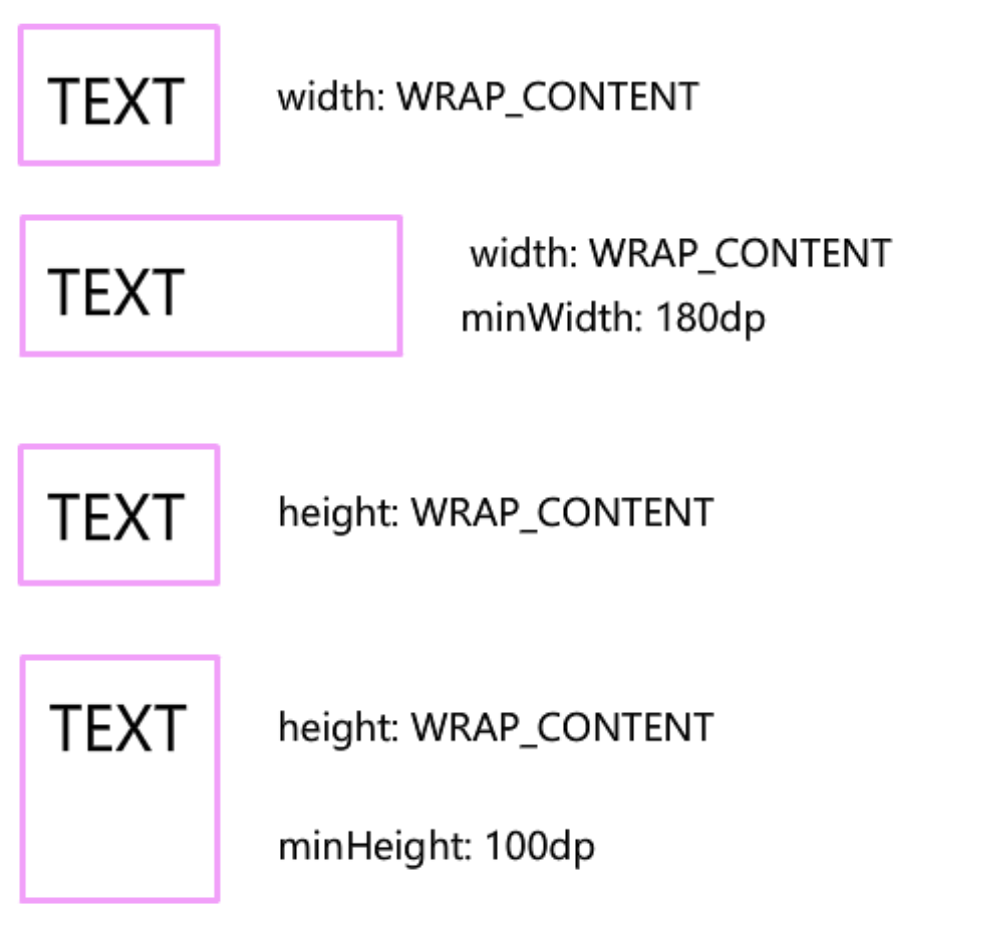 TEXT width: WRAP_CONTENT
TEXT width: WRAP_CONTENT
minWidth: 180dp
TEXT height: WRAP_CONTENT
TEXT height: WRAP_CONTENT
minHeight: 100dp